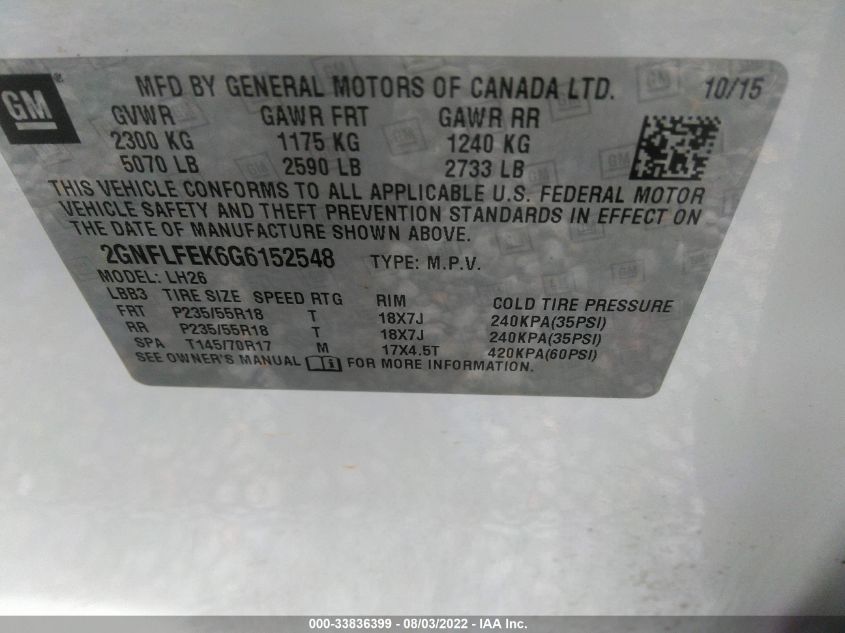 GM ®
MFD BY GENERAL MOTORS OF CANADA LTD. 10/15
GVWR GAWR FRT GAWR RR
2300 KG 1175 KG 1240 KG
5070 LB 2590 LB 2733 LB
THIS VEHICLE CONFORMS TO ALL APPLICABLE U.S. FEDERAL MOTOR
VEHICLE SAFETY AND THEFT PREVENTION STANDARDS IN EFFECT ON
THE DATE OF MANUFACTURE SHOWN ABOVE.
2GNFLFEK6G6152548 TYPE: M.P.V.
MODEL: LH26
LBB3 TIRE SIZE SPEED RTG RIM COLD TIRE PRESSURE
FRT P235/55R18 T 18X7J 240KPA(35PSI)
RR P235/55R18 T 18X7J 240KPA(35PSI)
SPA T145/70R17 M 17X4.5T 420KPA(60PSI)
SEE OWNER'S MANUAL FOR MORE INFORMATION.
000-33836399 - 08/03/2022 - IAA Inc.